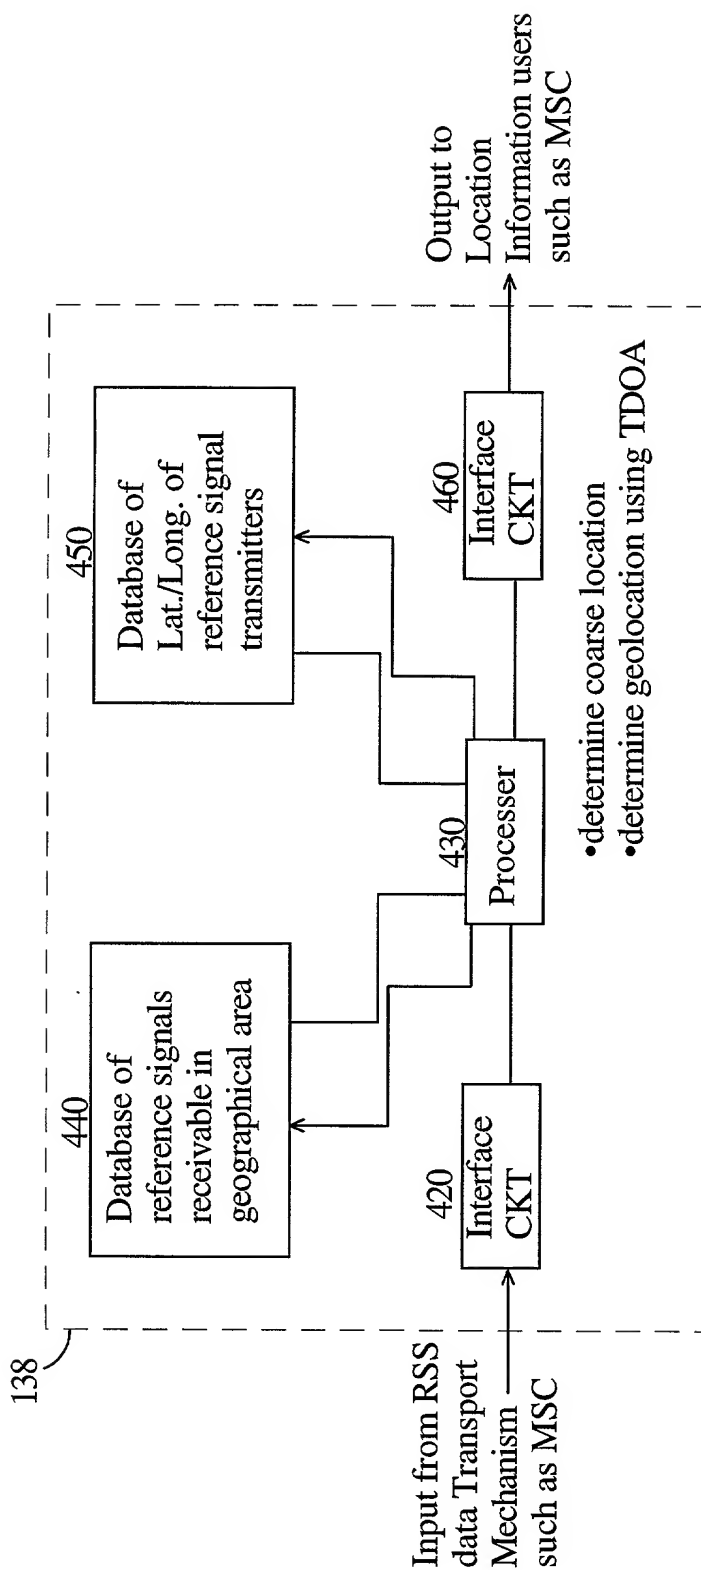 138
440
Database of
reference signals
receivable in
geographical area
450
Database of
Lat./Long. of
reference signal
transmitters
Input from RSS
data Transport
Mechanism
such as MSC
420
Interface
CKT
430
Processer
460
Interface
CKT
Output to
Location
Information users
such as MSC
•determine coarse location
•determine geolocation using TDOA